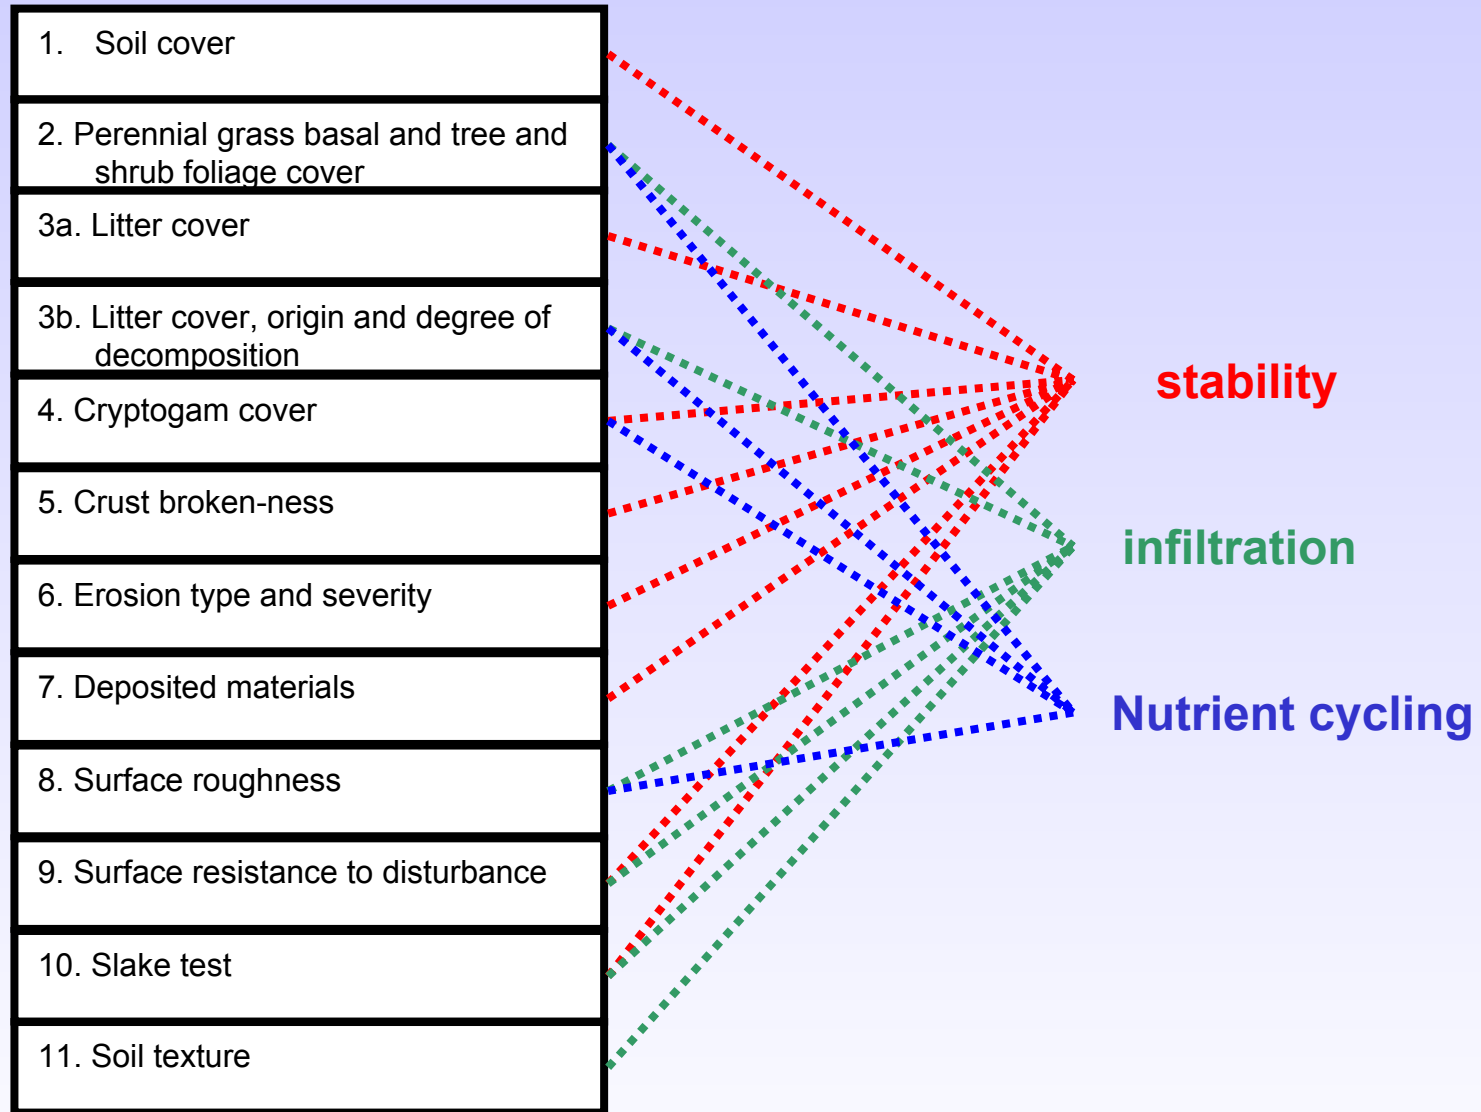 1. Soil cover
2. Perennial grass basal and tree and
shrub foliage cover
3a. Litter cover
3b. Litter cover, origin and degree of
decomposition
4. Cryptogam cover
5. Crust broken-ness
6. Erosion type and severity
7. Deposited materials
8. Surface roughness
9. Surface resistance to disturbance
10. Slake test
11. Soil texture
stability
infiltration
Nutrient cycling